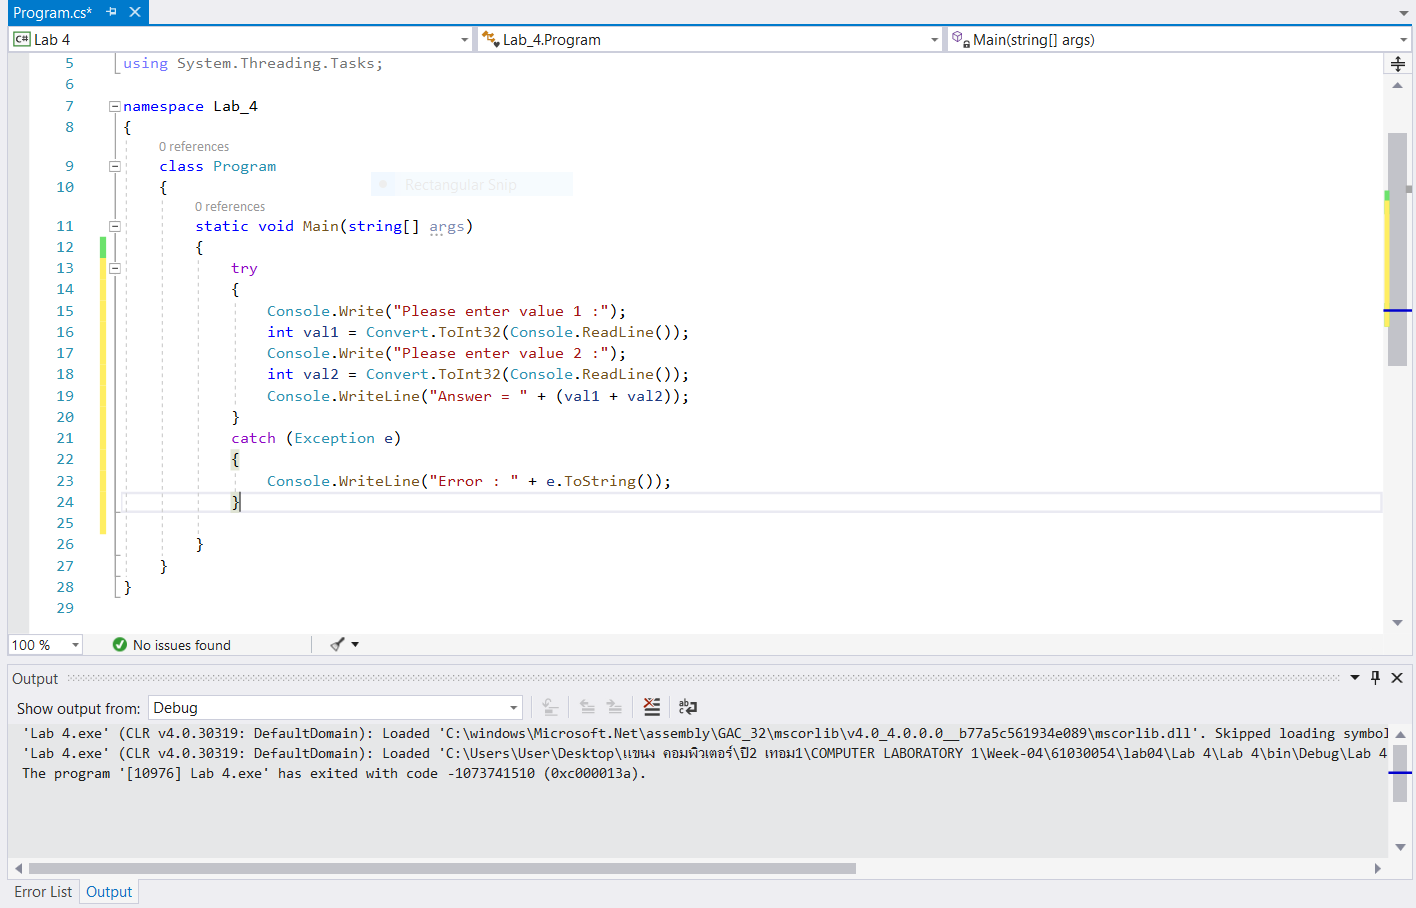 Program.cs*
C# Lab 4
Lab_4.Program
Main(string[] args)
5 using System.Threading.Tasks;
6
7 namespace Lab_4
8 {
0 references
9 class Program
10 {
Rectangular Snip
0 references
11 static void Main(string[] args)
12 {
13 try
14 {
15 Console.Write("Please enter value 1 :");
16 int val1 = Convert.ToInt32(Console.ReadLine());
17 Console.Write("Please enter value 2 :");
18 int val2 = Convert.ToInt32(Console.ReadLine());
19 Console.WriteLine("Answer = " + (val1 + val2));
20 }
21 catch (Exception e)
22 {
23 Console.WriteLine("Error : " + e.ToString());
24 }
25
26 }
27 }
28 }
29
100 %
No issues found
Output
Show output from: Debug
'Lab 4.exe' (CLR v4.0.30319: DefaultDomain): Loaded 'C:\windows\Microsoft.Net\assembly\GAC_32\mscorlib\v4.0_4.0.0.0__b77a5c561934e089\mscorlib.dll'. Skipped loading symbol
'Lab 4.exe' (CLR v4.0.30319: DefaultDomain): Loaded 'C:\Users\User\Desktop\แขนง คอมพิวเตอร์\ปี2 เทอม1\COMPUTER LABORATORY 1\Week-04\61030054\lab04\Lab 4\Lab 4\bin\Debug\Lab 4
The program '[10976] Lab 4.exe' has exited with code -1073741510 (0xc000013a).
Error List
Output